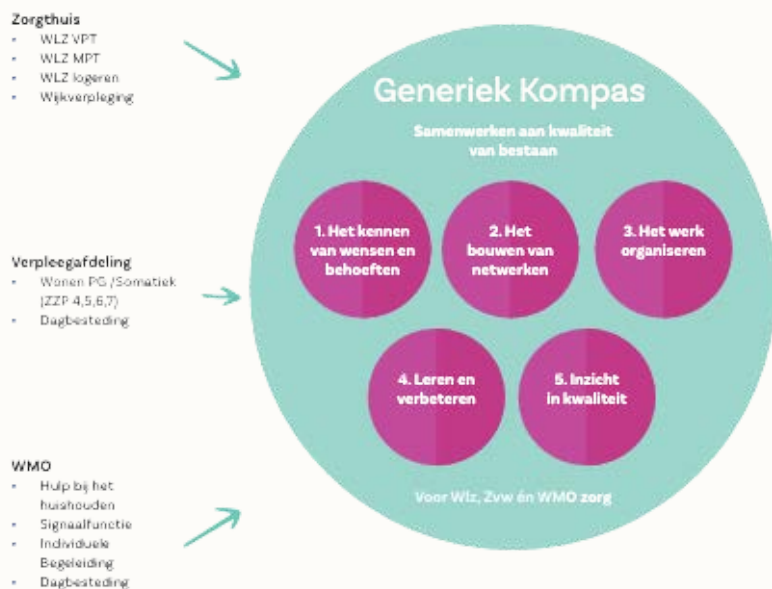 Zorgthuis
- WLZ VPT
- WLZ MPT
- WLZ logeren
- Wijkverpleging
Verpleegafdeling
- Wonen PG /Somatiek
(ZZP 4,5,6,7)
- Dagbesteding
WMO
- Hulp bij het
huishouden
- Signaalfunctie
- Individuele
Begeleiding
- Dagbesteding
Generiek Kompas
Samenwerken aan kwaliteit
van bestaan
1. Het kennen
van wensen en
behoeften
2. Het
bouwen van
netwerken
3. Het werk
organiseren
4. Leren en
verbeteren
5. Inzicht
in kwaliteit
Voor Wlz, Zvw én WMO zorg